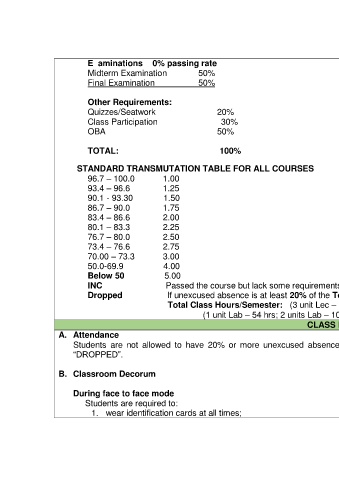 E aminations 0% passing rate
Midterm Examination 50%
Final Examination 50%
Other Requirements:
Quizzes/Seatwork 20%
Class Participation 30%
OBA 50%
TOTAL: 100%
STANDARD TRANSMUTATION TABLE FOR ALL COURSES
96.7 – 100.0 1.00
93.4 – 96.6 1.25
90.1 - 93.30 1.50
86.7 – 90.0 1.75
83.4 – 86.6 2.00
80.1 – 83.3 2.25
76.7 – 80.0 2.50
73.4 – 76.6 2.75
70.00 – 73.3 3.00
50.0-69.9 4.00
Below 50 5.00
INC Passed the course but lack some requirements
Dropped If unexcused absence is at least 20% of the T
Total Class Hours/Semester: (3 unit Lec –
(1 unit Lab – 54 hrs; 2 units Lab – 10
CLASS
A. Attendance
Students are not allowed to have 20% or more unexcused absence
“DROPPED”.
B. Classroom Decorum
During face to face mode
Students are required to:
1. wear identification cards at all times;